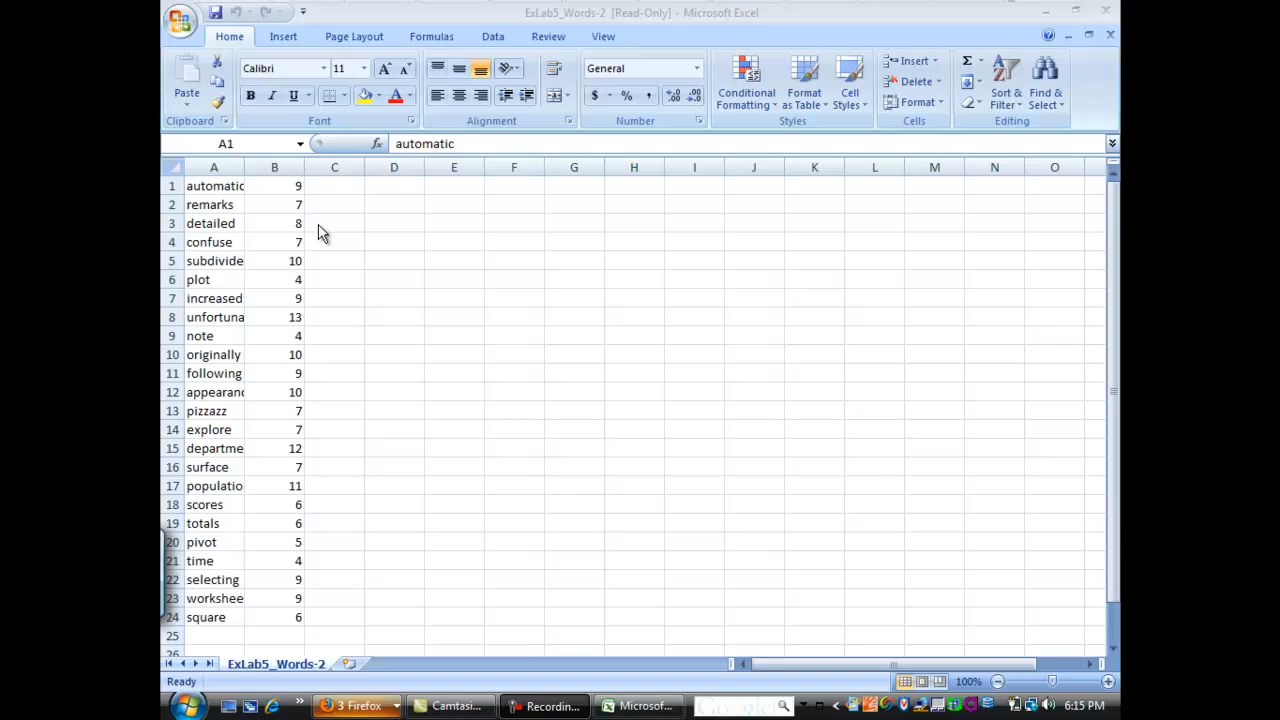 ExLab5_Words-2 [Read-Only] - Microsoft Excel
Home Insert Page Layout Formulas Data Review View
Calibri 11 General Insert Σ
Paste B I U $ % , Conditional Formatting Format as Table Cell Styles Delete Format Sort & Filter Find & Select
Clipboard Font Alignment Number Styles Cells Editing
A1 fx automatic
A B C D E F G H I J K L M N O
1 automatic 9
2 remarks 7
3 detailed 8
4 confuse 7
5 subdivide 10
6 plot 4
7 increased 9
8 unfortuna 13
9 note 4
10 originally 10
11 following 9
12 appearanc 10
13 pizzazz 7
14 explore 7
15 departme 12
16 surface 7
17 populatio 11
18 scores 6
19 totals 6
20 pivot 5
21 time 4
22 selecting 9
23 workshee 9
24 square 6
25
26
ExLab5_Words-2
Ready 100%
3 Firefox Camtasi... Recordin... Microsof... Google 6:15 PM